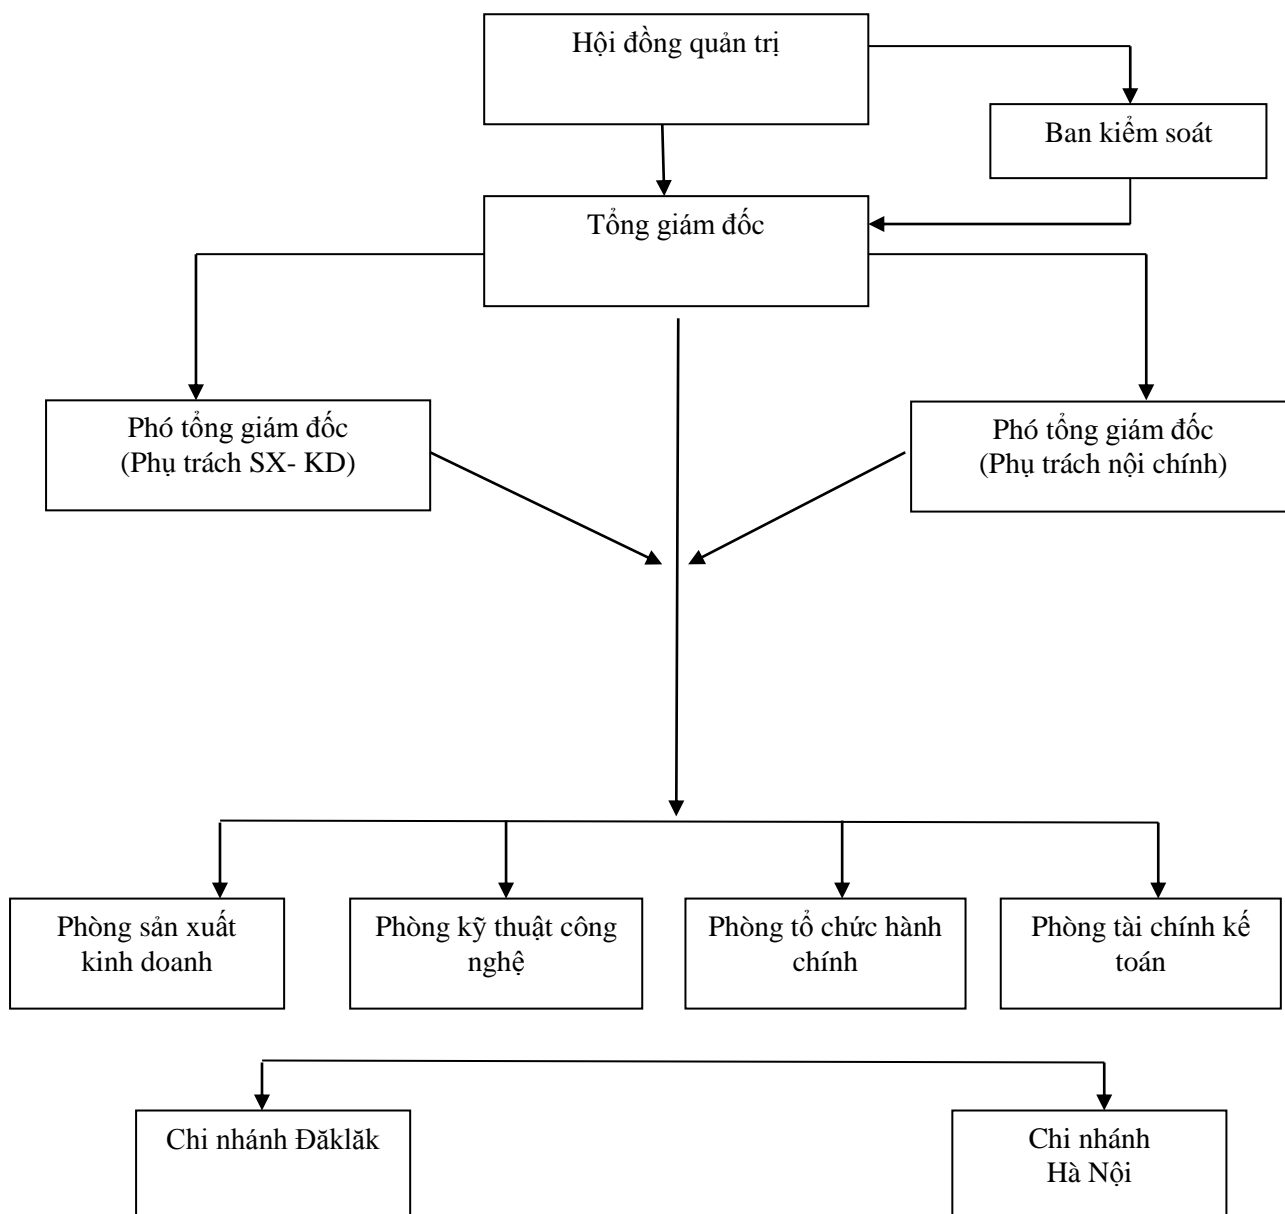 Hội đồng quản trị
Ban kiểm soát
Tổng giám đốc
Phó tổng giám đốc
(Phụ trách SX- KD)
Phó tổng giám đốc
(Phụ trách nội chính)
Phòng sản xuất
kinh doanh
Phòng kỹ thuật công
nghệ
Phòng tổ chức hành
chính
Phòng tài chính kế
toán
Chi nhánh Đăklăk
Chi nhánh
Hà Nội